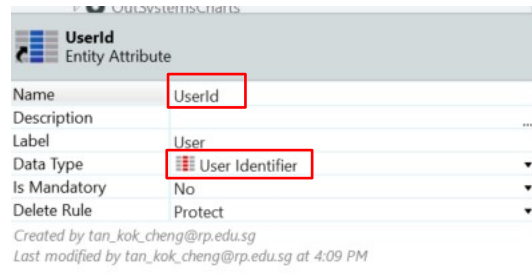 OutSystemsCharts
UserId
Entity Attribute
Name UserId
Description ...
Label User
Data Type User Identifier
Is Mandatory No
Delete Rule Protect
Created by tan_kok_cheng@rp.edu.sg
Last modified by tan_kok_cheng@rp.edu.sg at 4:09 PM